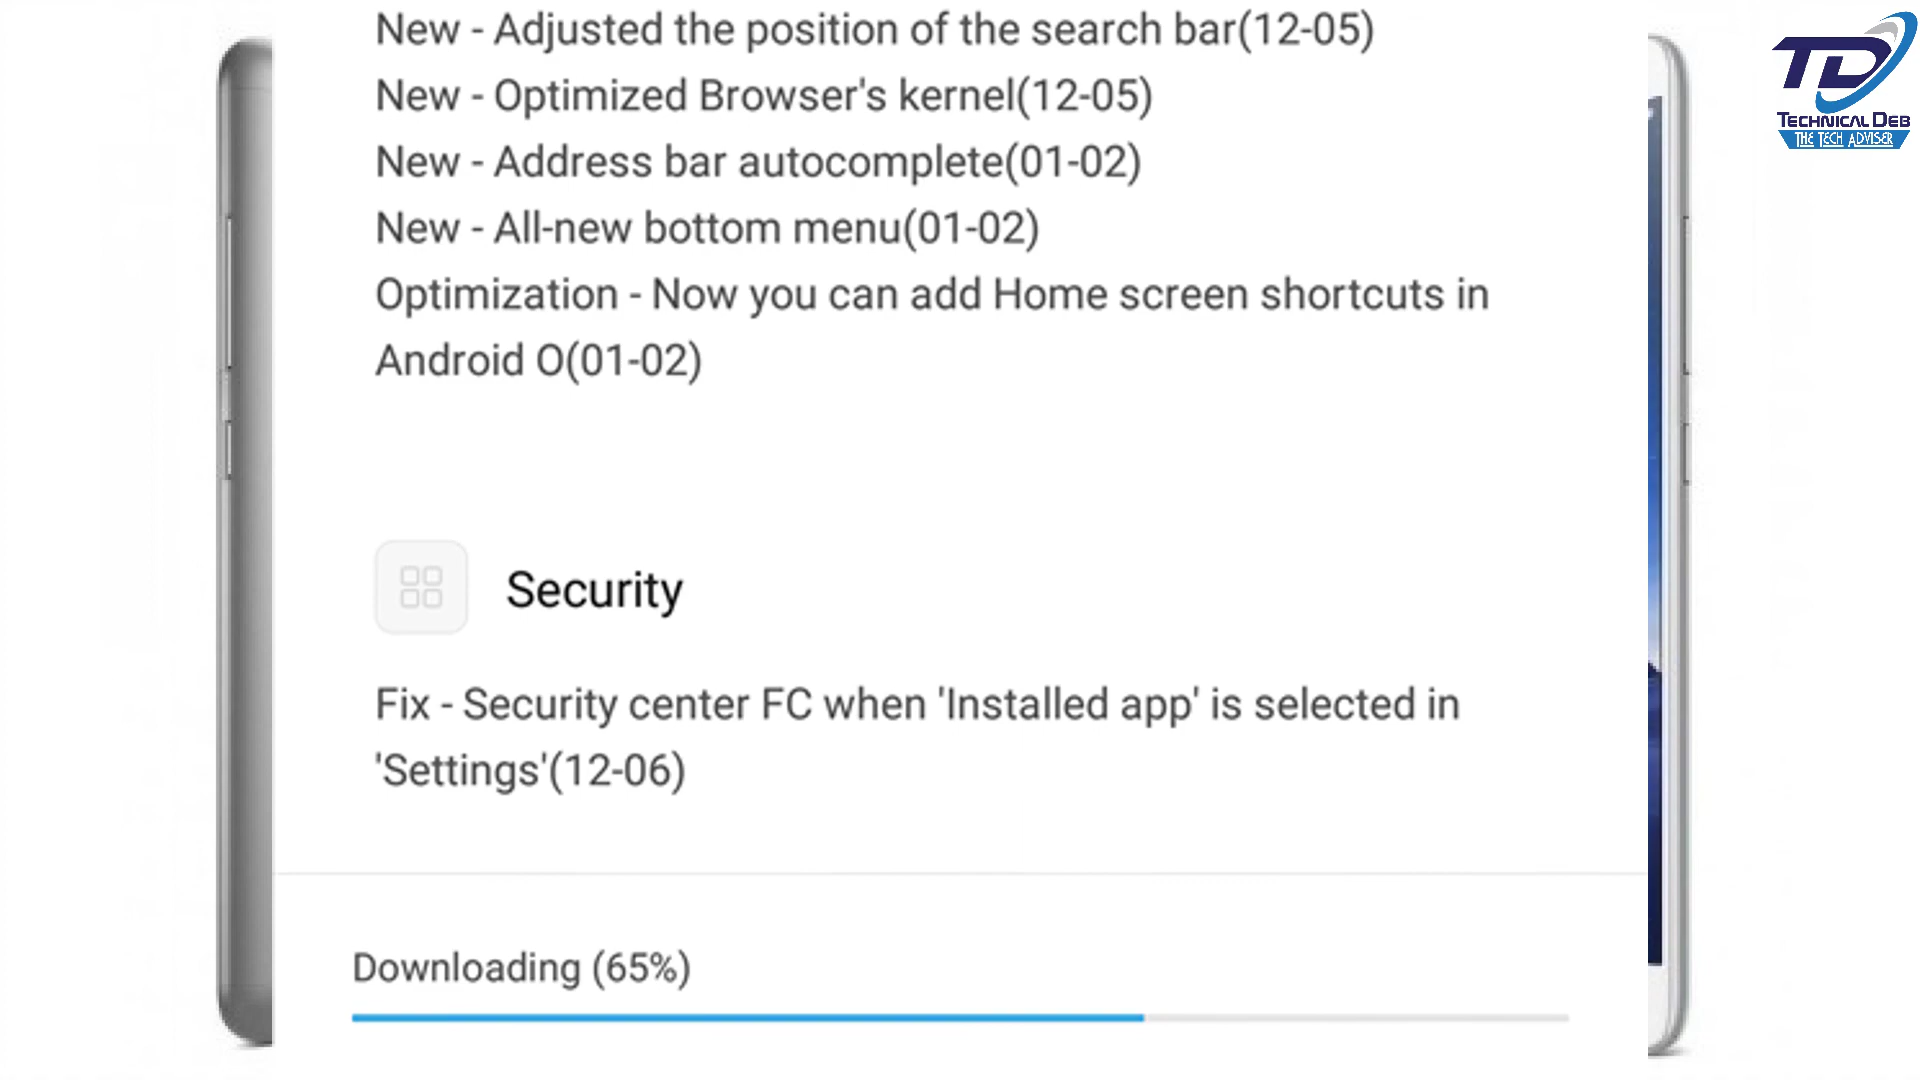 New - Adjusted the position of the search bar(12-05)
New - Optimized Browser's kernel(12-05)
New - Address bar autocomplete(01-02)
New - All-new bottom menu(01-02)
Optimization - Now you can add Home screen shortcuts in
Android O(01-02)
Security
Fix - Security center FC when 'Installed app' is selected in
'Settings'(12-06)
Downloading (65%)
TD
TECHNICAL DEB
THE TECH ADVISER